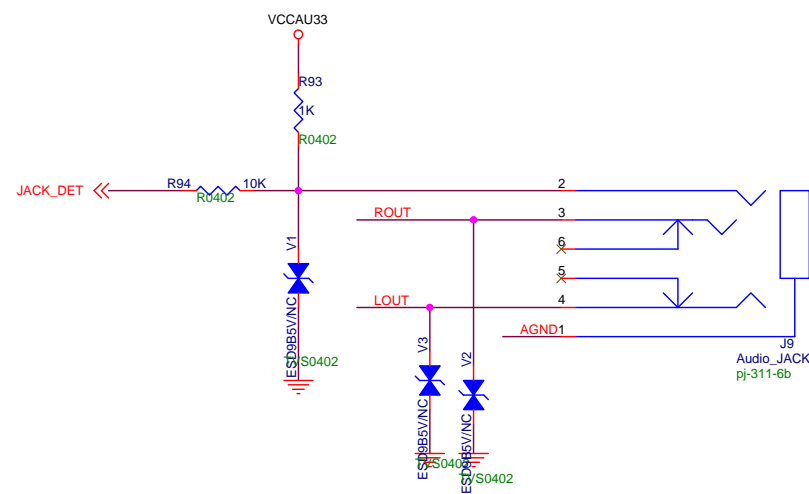 VCCAU33
R93
1K
R0402
JACK_DET
R94
10K
R0402
2
ROUT
3
6
5
LOUT
4
AGND
1
V1
ESD9B5V/NC
TVS0402
V3
ESD9B5V/NC
TVS0402
V2
ESD9B5V/NC
TVS0402
J9
Audio_JACK
pj-311-6b